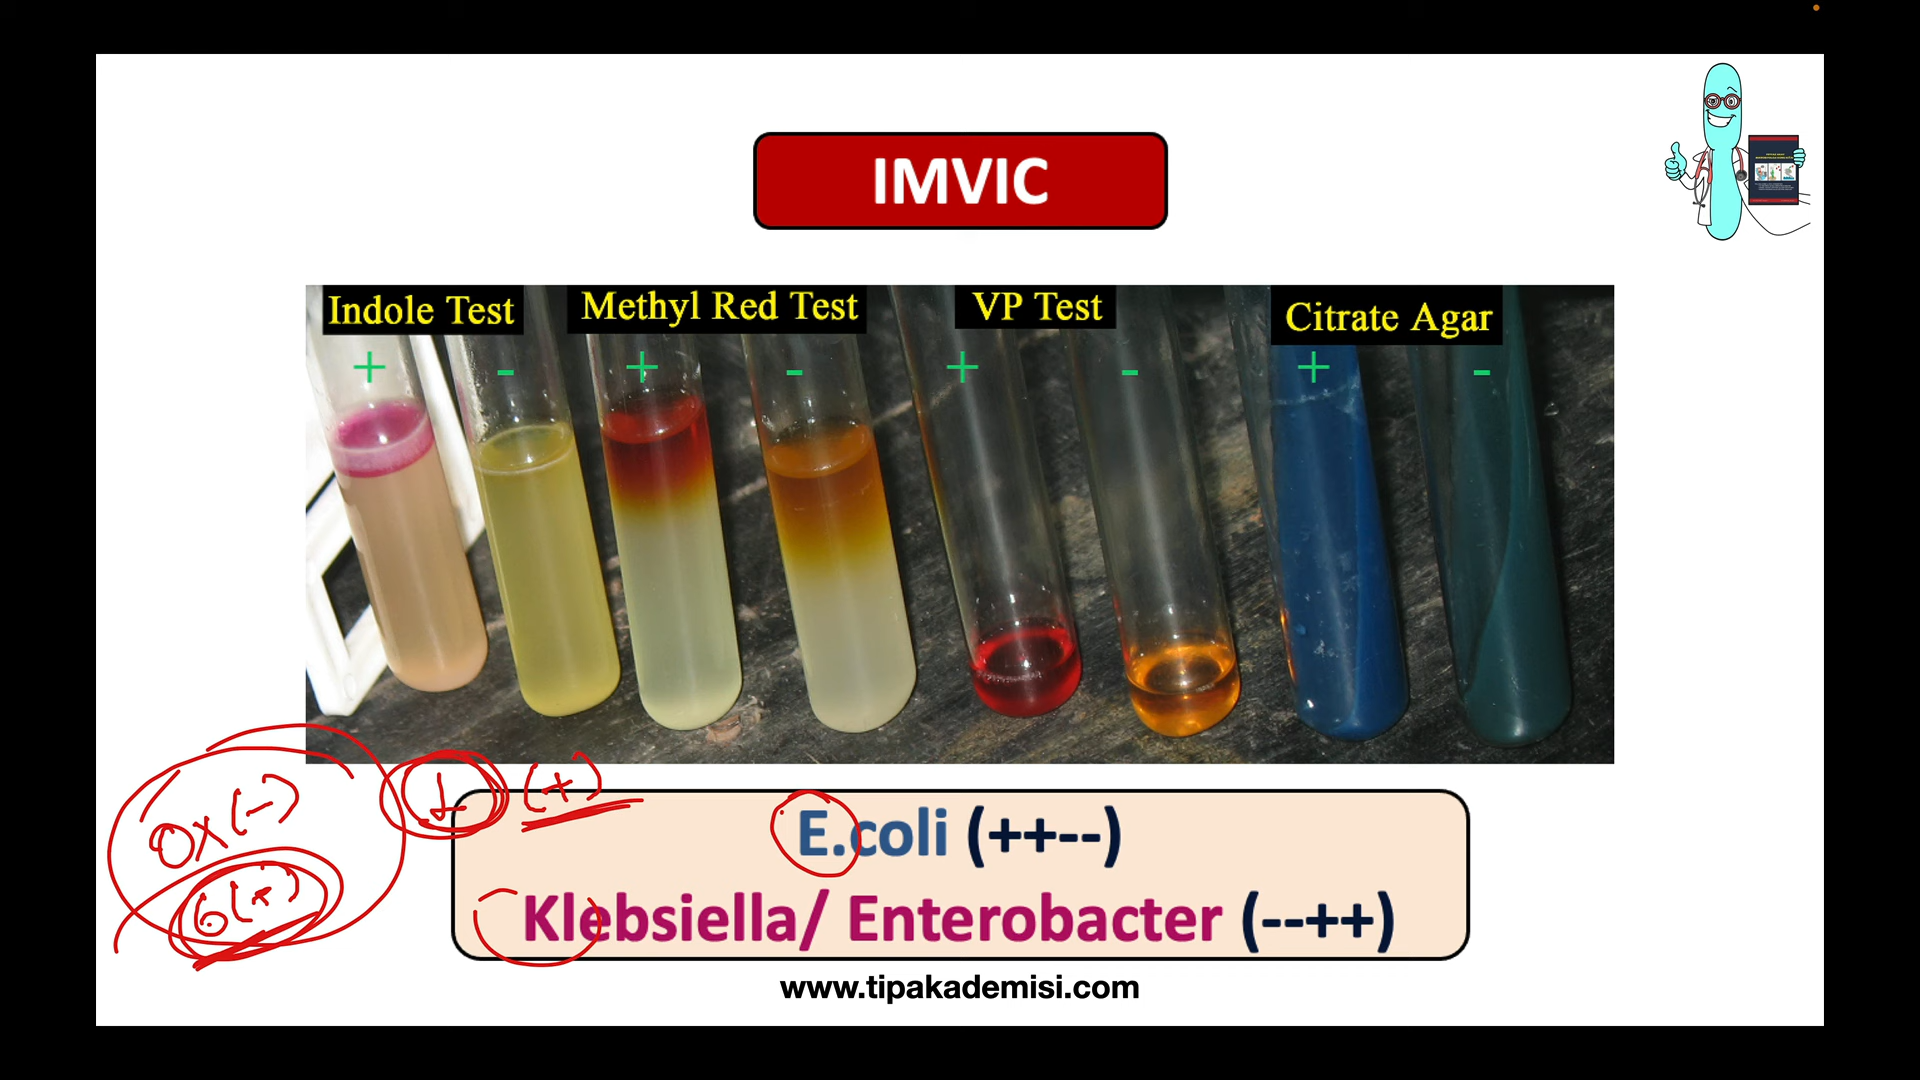 IMVIC
Indole Test Methyl Red Test VP Test Citrate Agar
+ - + - + - + -
OX (-) L (+)
G (+)
E.coli (++--)
Klebsiella/ Enterobacter (--++)
www.tipakademisi.com